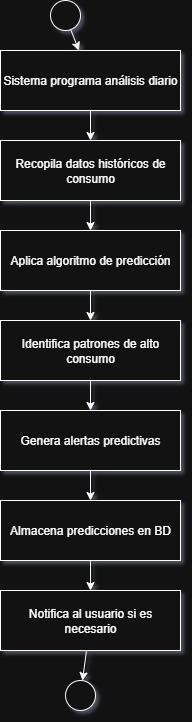 Sistema programa análisis diario
Recopila datos históricos de
consumo
Aplica algoritmo de predicción
Identifica patrones de alto
consumo
Genera alertas predictivas
Almacena predicciones en BD
Notifica al usuario si es
necesario